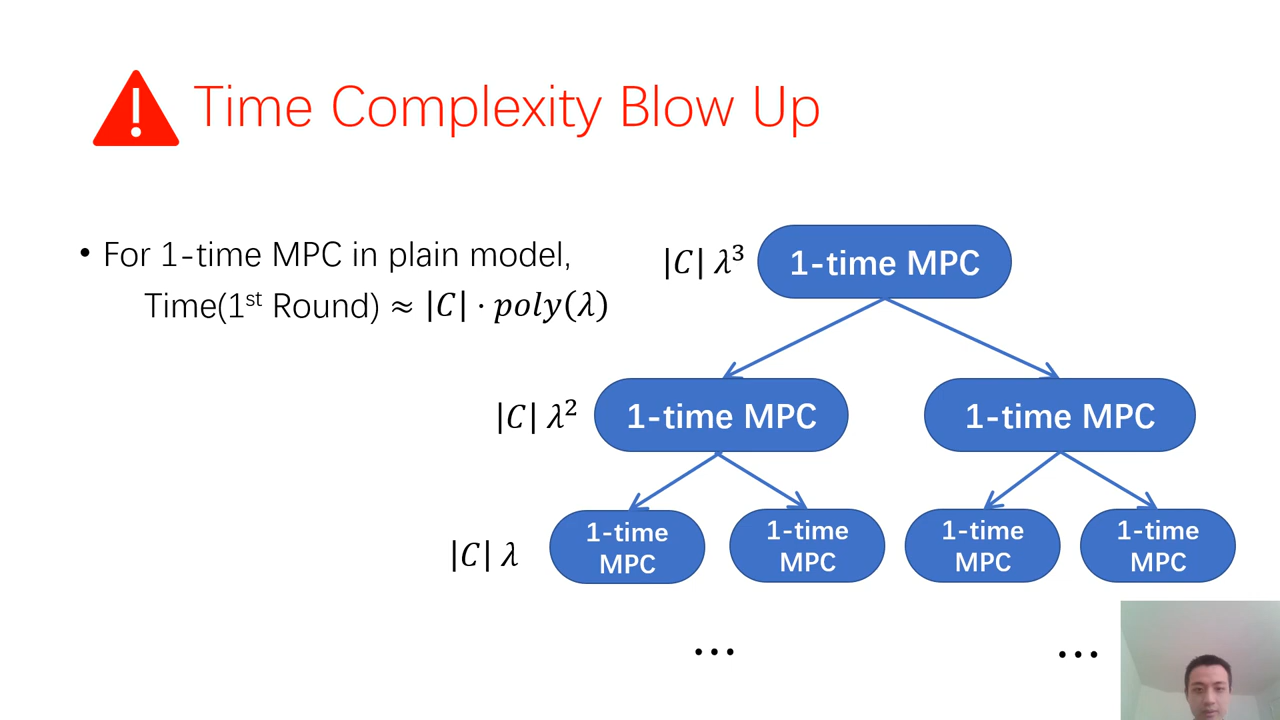 Time Complexity Blow Up
• For 1-time MPC in plain model,
Time(1st Round) ≈ |C| · poly(λ)
|C| λ³
1-time MPC
|C| λ²
1-time MPC
1-time MPC
|C| λ
1-time
MPC
1-time
MPC
1-time
MPC
1-time
MPC
...
...